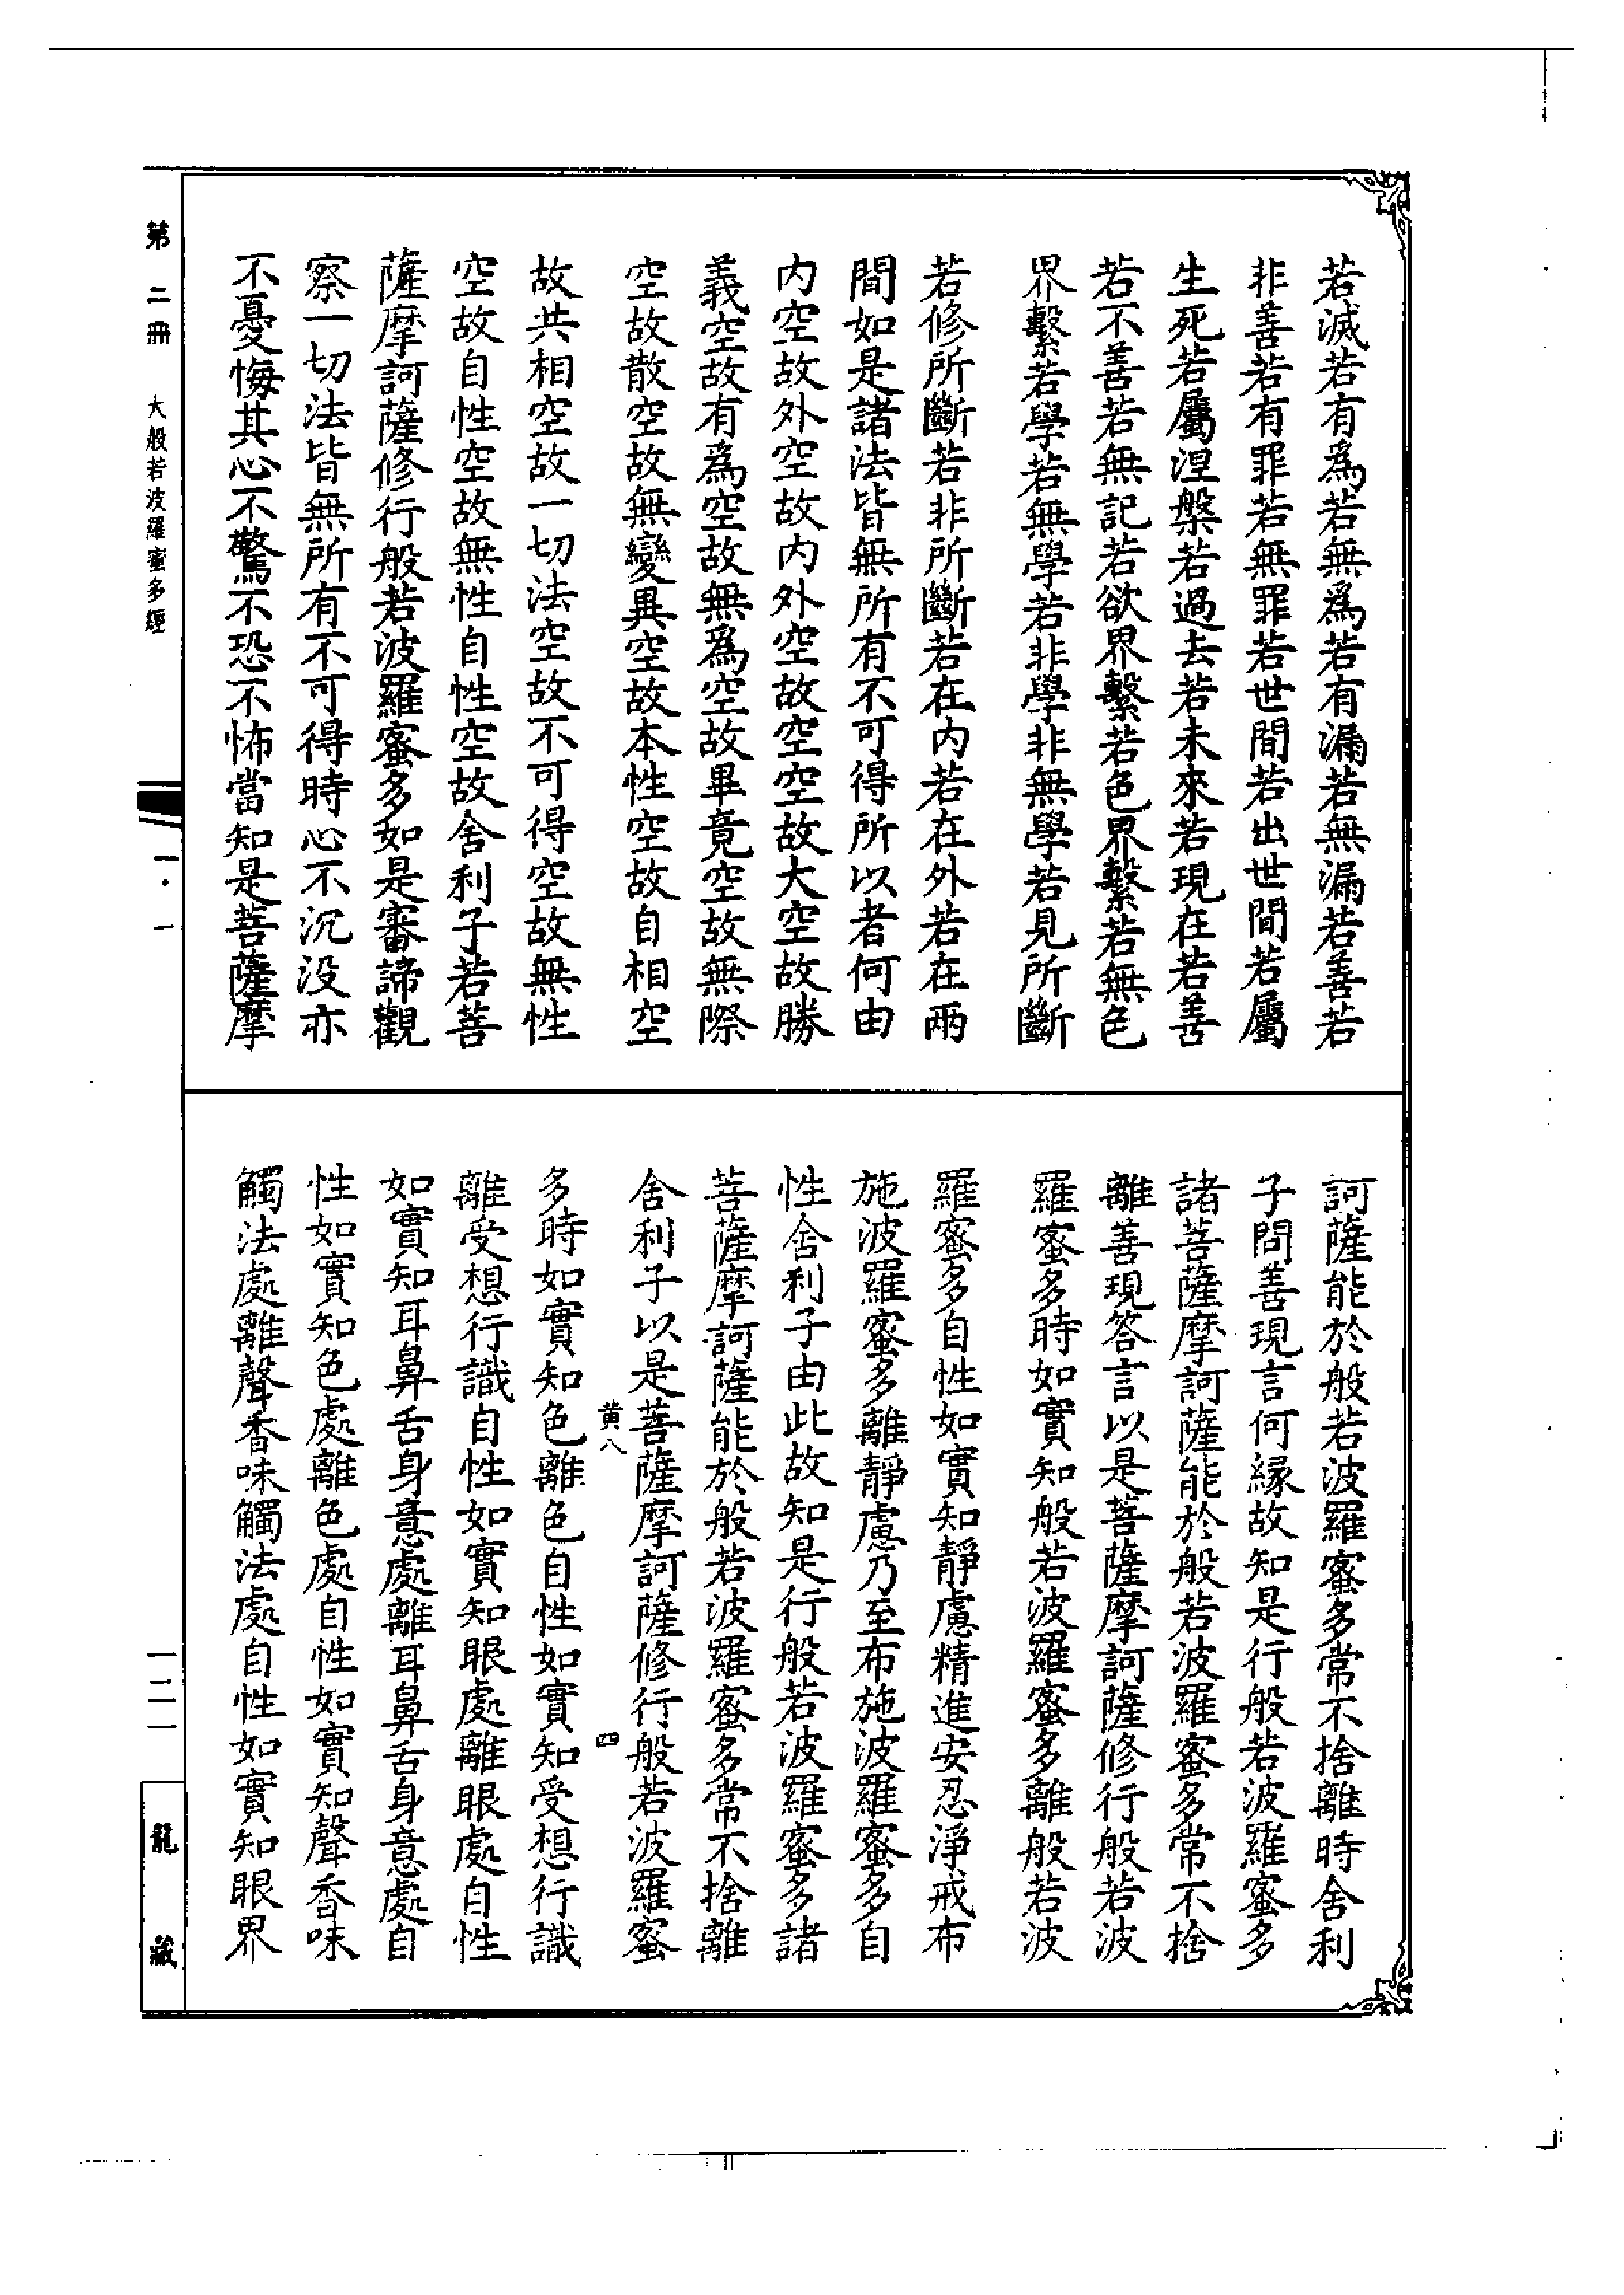 若滅若有爲若無爲若有漏若無漏若善若
非善若有罪若無罪若世間若出世間若屬
生死若屬涅槃若過去若未來若現在若善
若不善若無記若欲界繫若色界繫若無色
界繫若學若無學若非學非無學若見所斷
若修所斷若非所斷若在内若在外若在兩
間如是諸法皆無所有不可得所以者何由
内空故外空故内外空故空空故大空故勝
義空故有爲空故無爲空故畢竟空故無際
空故散空故無變異空故本性空故自相空
故共相空故一切法空故不可得空故無性
空故自性空故無性自性空故舍利子若菩
薩摩訶薩修行般若波羅蜜多如是審諦觀
察一切法皆無所有不可得時心不沉没亦
不憂悔其心不驚不恐不怖當知是菩薩摩
訶薩能於般若波羅蜜多常不捨離時舍利
子問善現言何縁故知是行般若波羅蜜多
諸菩薩摩訶薩能於般若波羅蜜多常不捨
離善現答言以是菩薩摩訶薩修行般若波
羅蜜多時如實知般若波羅蜜多離般若波
羅蜜多自性如實知靜慮精進安忍淨戒布
施波羅蜜多離靜慮乃至布施波羅蜜多自
性舍利子由此故知是行般若波羅蜜多諸
菩薩摩訶薩能於般若波羅蜜多常不捨離
舍利子以是菩薩摩訶薩修行般若波羅蜜
黄八 四
多時如實知色離色自性如實知受想行識
離受想行識自性如實知眼處離眼處自性
如實知耳鼻舌身意處離耳鼻舌身意處自
性如實知色處離色處自性如實知聲香味
觸法處離聲香味觸法處自性如實知眼界
第二冊 大般若波羅蜜多經
一·一
一二一
龍藏